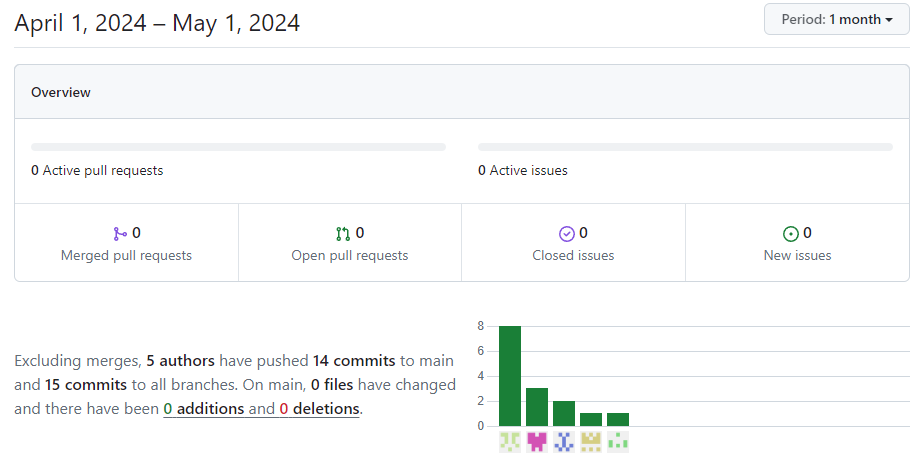 April 1, 2024 – May 1, 2024
Period: 1 month
Overview
0 Active pull requests
0 Active issues
0
Merged pull requests
0
Open pull requests
0
Closed issues
0
New issues
Excluding merges, 5 authors have pushed 14 commits to main
and 15 commits to all branches. On main, 0 files have changed
and there have been 0 additions and 0 deletions.
8
6
4
2
0